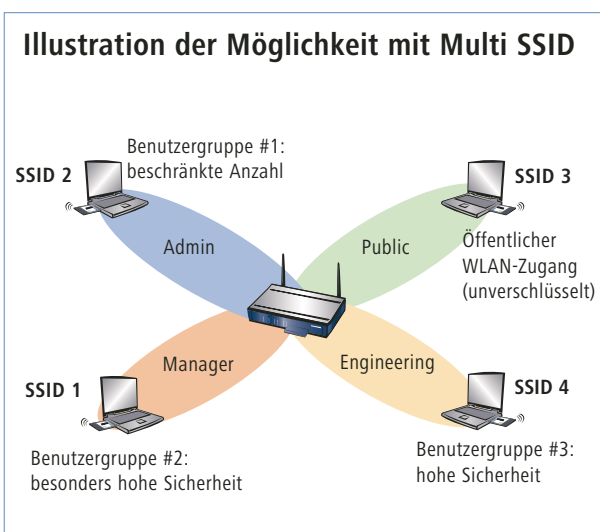 Illustration der Möglichkeit mit Multi SSID
Benutzergruppe #1:
beschränkte Anzahl
SSID 2
SSID 3
Admin
Public
Öffentlicher
WLAN-Zugang
(unverschlüsselt)
Manager
Engineering
SSID 1
SSID 4
Benutzergruppe #2:
besonders hohe Sicherheit
Benutzergruppe #3:
hohe Sicherheit